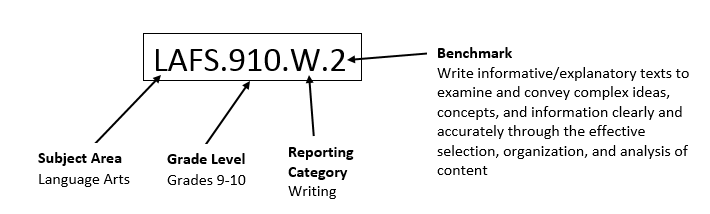 LAFS.910.W.2
Benchmark
Write informative/explanatory texts to
examine and convey complex ideas,
concepts, and information clearly and
accurately through the effective
selection, organization, and analysis of
content
Subject Area
Language Arts
Grade Level
Grades 9-10
Reporting
Category
Writing